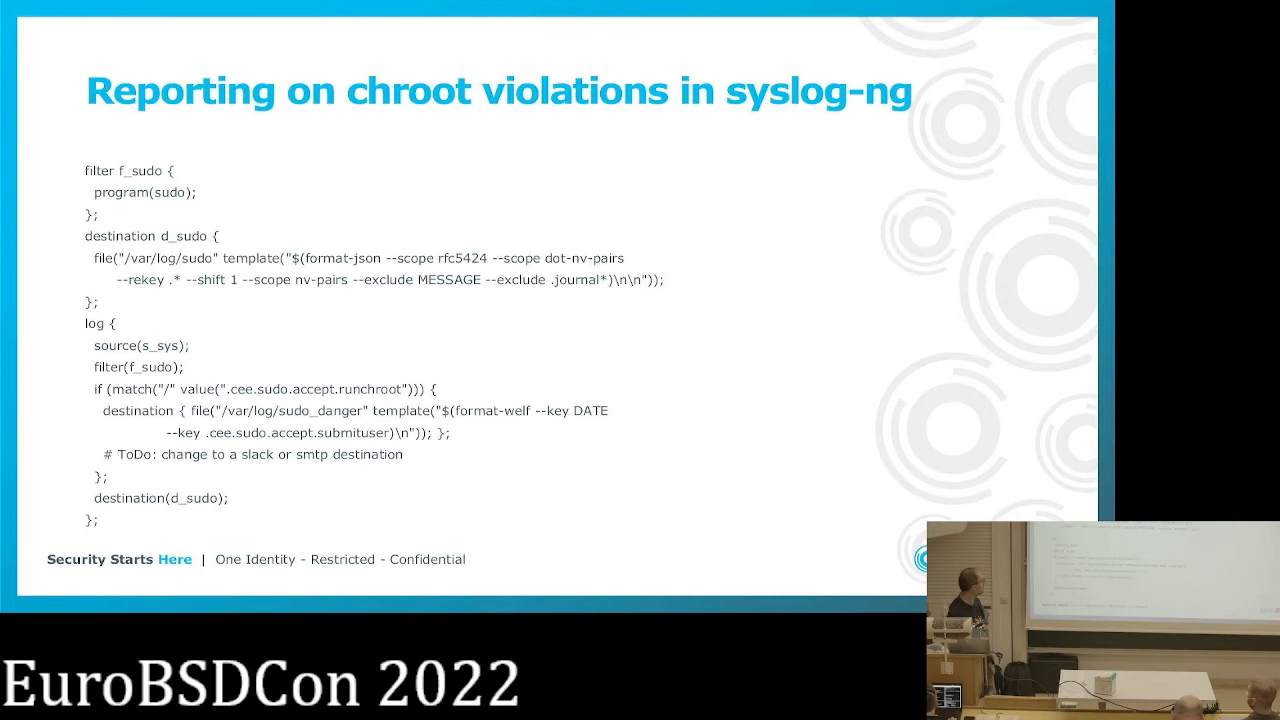 Reporting on chroot violations in syslog-ng
filter f_sudo {
program(sudo);
};
destination d_sudo {
file("/var/log/sudo" template("$(format-json --scope rfc5424 --scope dot-nv-pairs
--rekey .* --shift 1 --scope nv-pairs --exclude MESSAGE --exclude .journal*)\n\n"));
};
log {
source(s_sys);
filter(f_sudo);
if (match("/" value(".cee.sudo.accept.runchroot"))) {
destination { file("/var/log/sudo_danger" template("$(format-welf --key DATE
--key .cee.sudo.accept.submituser)\n")); };
# ToDo: change to a slack or smtp destination
};
destination(d_sudo);
};
Security Starts Here | One Identity - Restricted - Confidential
EuroBSDCon 2022